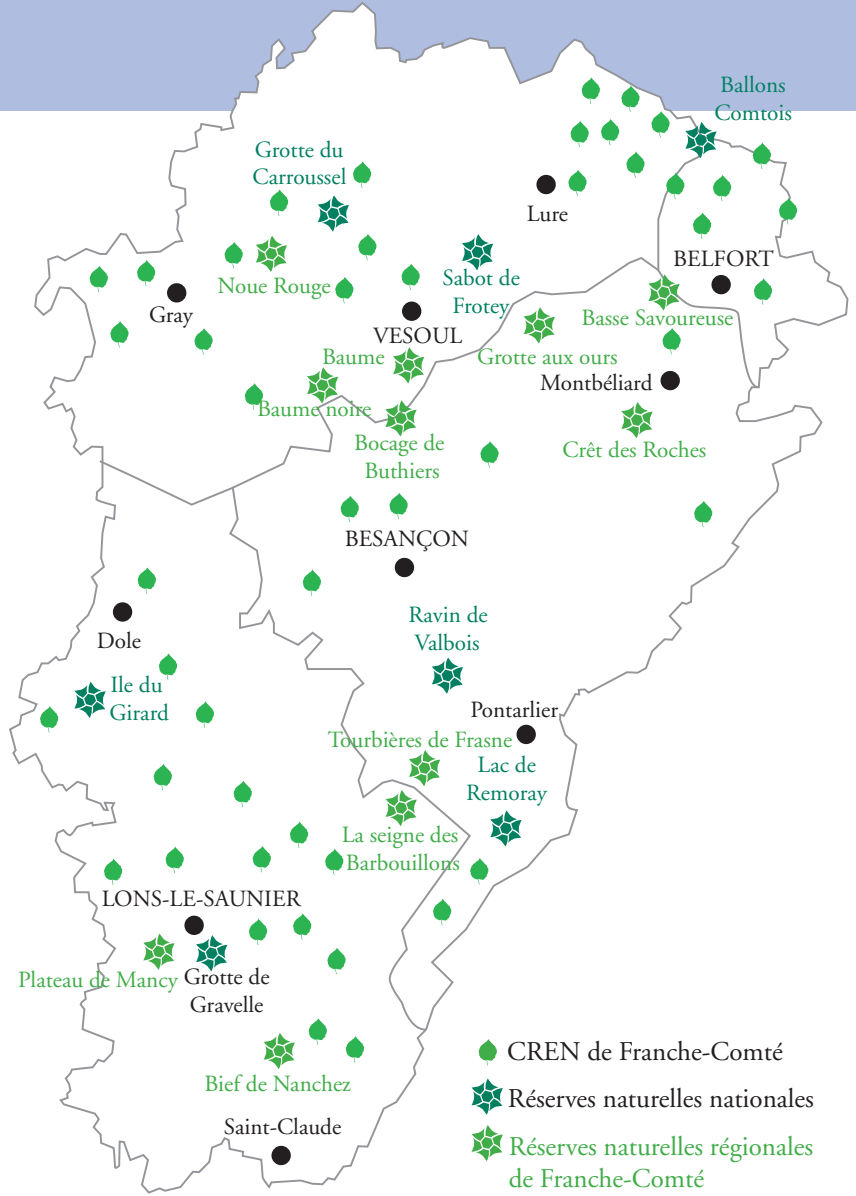 Ballons
Comtois
Grotte du
Carroussel
Lure
BELFORT
Noue Rouge
Sabot de
Frotey
Gray
Basse Savoureuse
VESOUL
Baume
Grotte aux ours
Montbéliard
Baume noire
Bocage de
Buthiers
Crêt des Roches
BESANÇON
Dole
Ravin de
Valbois
Ile du
Girard
Pontarlier
Tourbières de Frasne
Lac de
Remoray
La seigne des
Barbouillons
LONS-LE-SAUNIER
Plateau de Mancy
Grotte de
Gravelle
Bief de Nanchez
Saint-Claude
CREN de Franche-Comté
Réserves naturelles nationales
Réserves naturelles régionales
de Franche-Comté